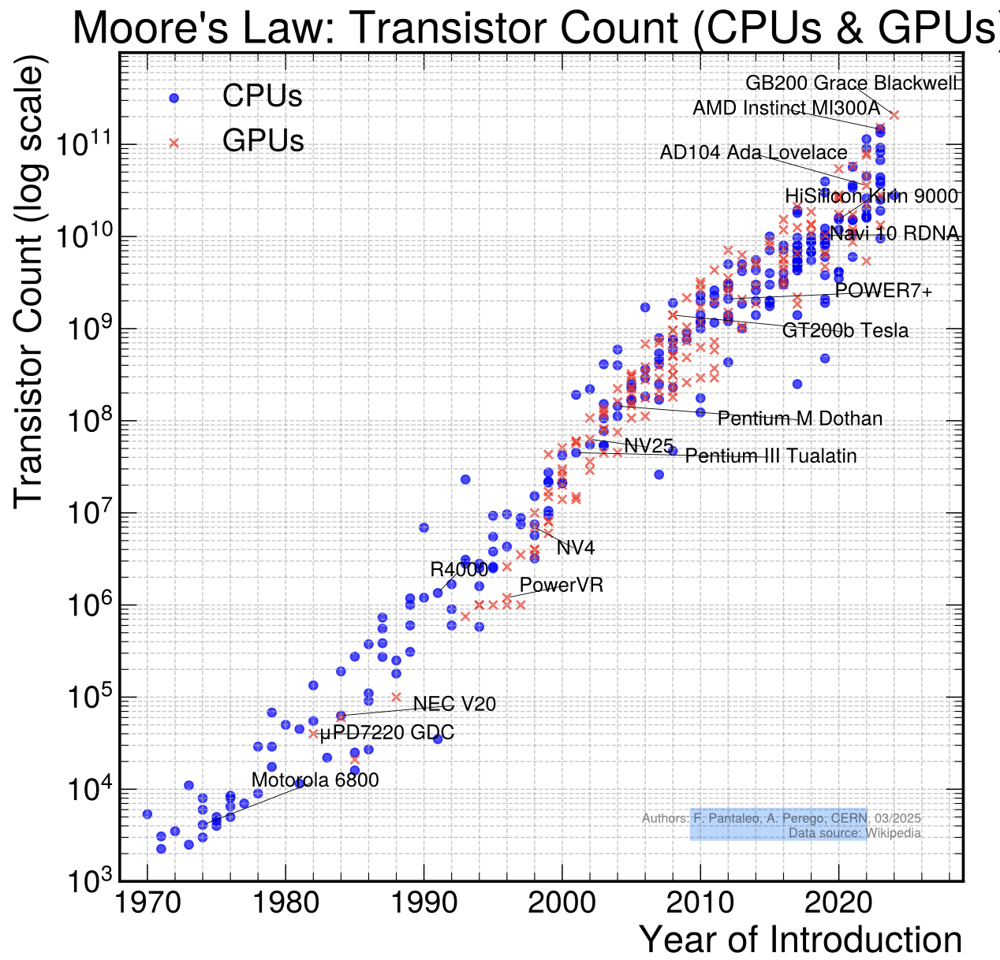 Moore's Law: Transistor Count (CPUs & GPUs)
Transistor Count (log scale)
CPUs
GPUs
GB200 Grace Blackwell
AMD Instinct MI300A
AD104 Ada Lovelace
HiSilicon Kirin 9000
Navi 10 RDNA
POWER7+
GT200b Tesla
Pentium M Dothan
NV25
Pentium III Tualatin
NV4
R4000
PowerVR
NEC V20
µPD7220 GDC
Motorola 6800
10¹¹
10¹⁰
10⁹
10⁸
10⁷
10⁶
10⁵
10⁴
10³
Authors: F. Pantaleo, A. Perego, CERN, 03/2025
Data source: Wikipedia
1970 1980 1990 2000 2010 2020
Year of Introduction